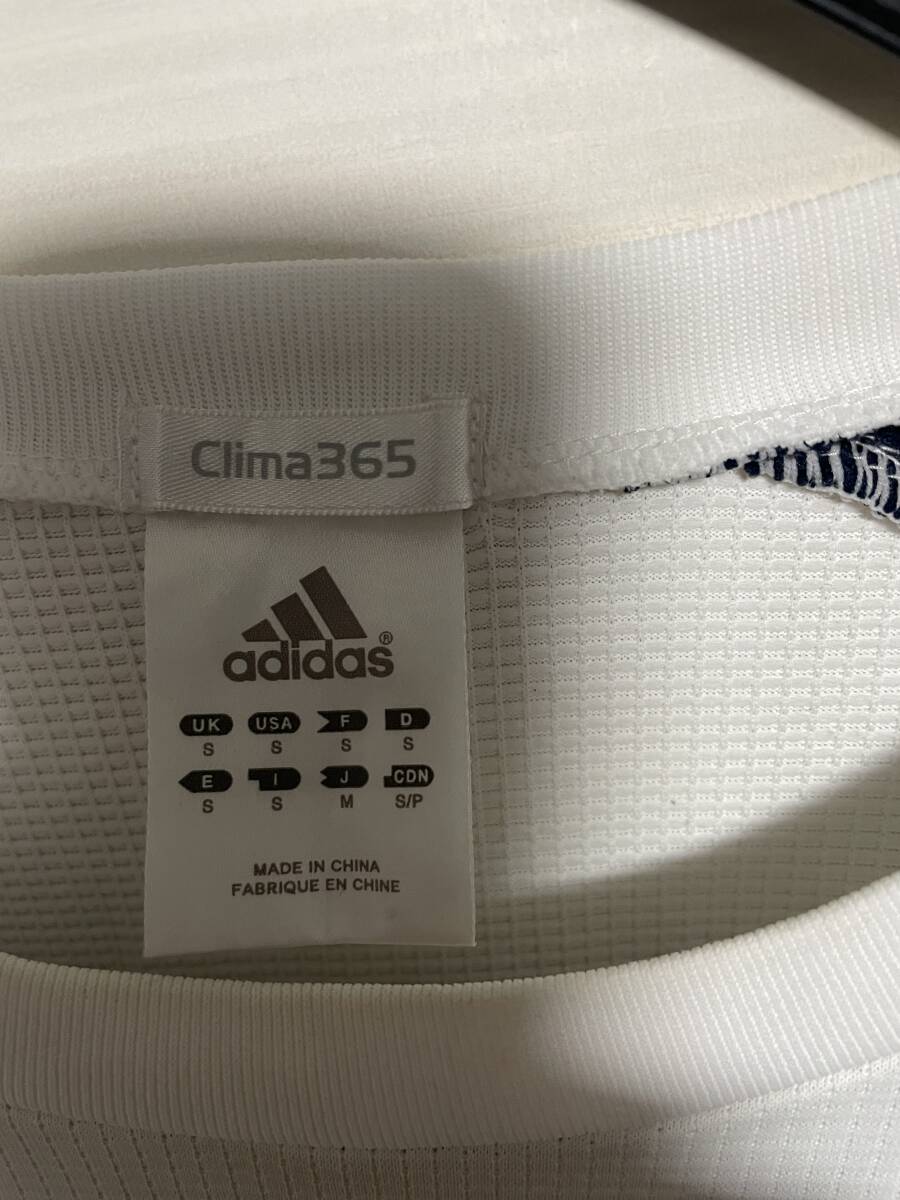 Clima365
adidas®
UK USA F D
S S S S
E I J CDN
S S M S/P
MADE IN CHINA
FABRIQUE EN CHINE